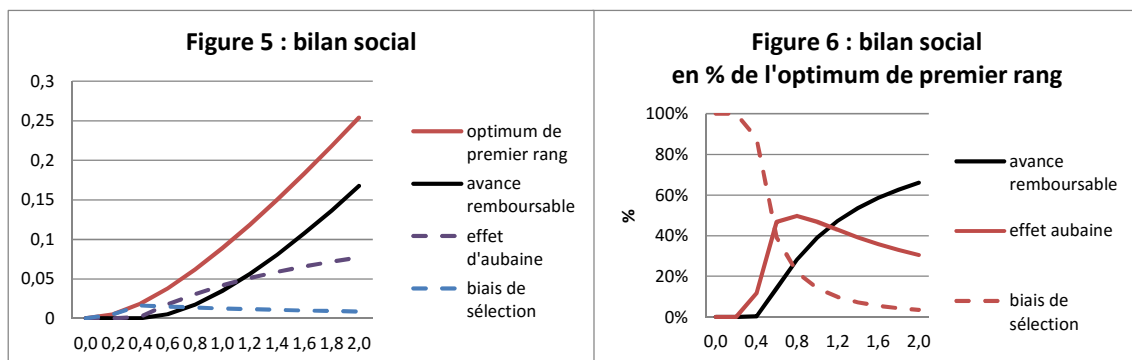 Figure 5 : bilan social
0,3
0,25
0,2
0,15
0,1
0,05
0
0,0 0,2 0,4 0,6 0,8 1,0 1,2 1,4 1,6 1,8 2,0
optimum de
premier rang
avance
remboursable
effet
d'aubaine
biais de
sélection
Figure 6 : bilan social
en % de l'optimum de premier rang
100%
80%
60%
40%
20%
0%
%
0,0 0,4 0,8 1,2 1,6 2,0
avance
remboursable
effet aubaine
biais de
sélection